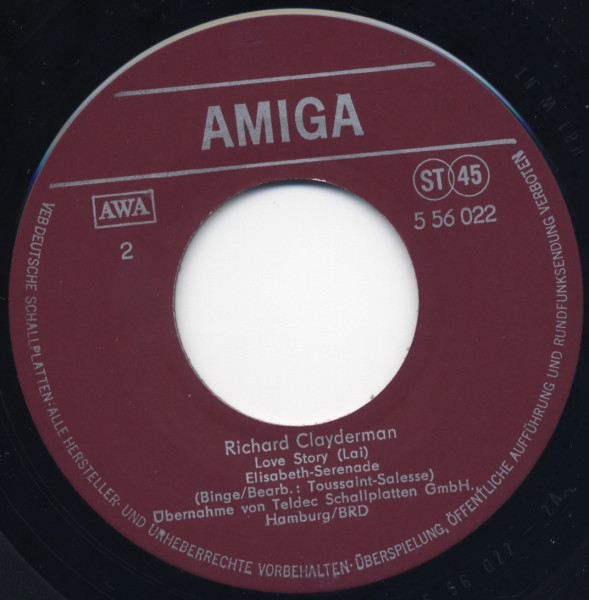 AMIGA
AWA
ST 45
2
5 56 022
Richard Clayderman
Love Story (Lai)
Elisabeth-Serenade
(Binge/Bearb.: Toussaint-Salesse)
Übernahme von Teldec Schallplatten GmbH.,
Hamburg/BRD
VEB DEUTSCHE SCHALLPLATTEN · ALLE HERSTELLER- UND URHEBERRECHTE VORBEHALTEN · ÜBERSPIELUNG, ÖFFENTLICHE AUFFÜHRUNG UND RUNDFUNKSENDUNG VERBOTEN